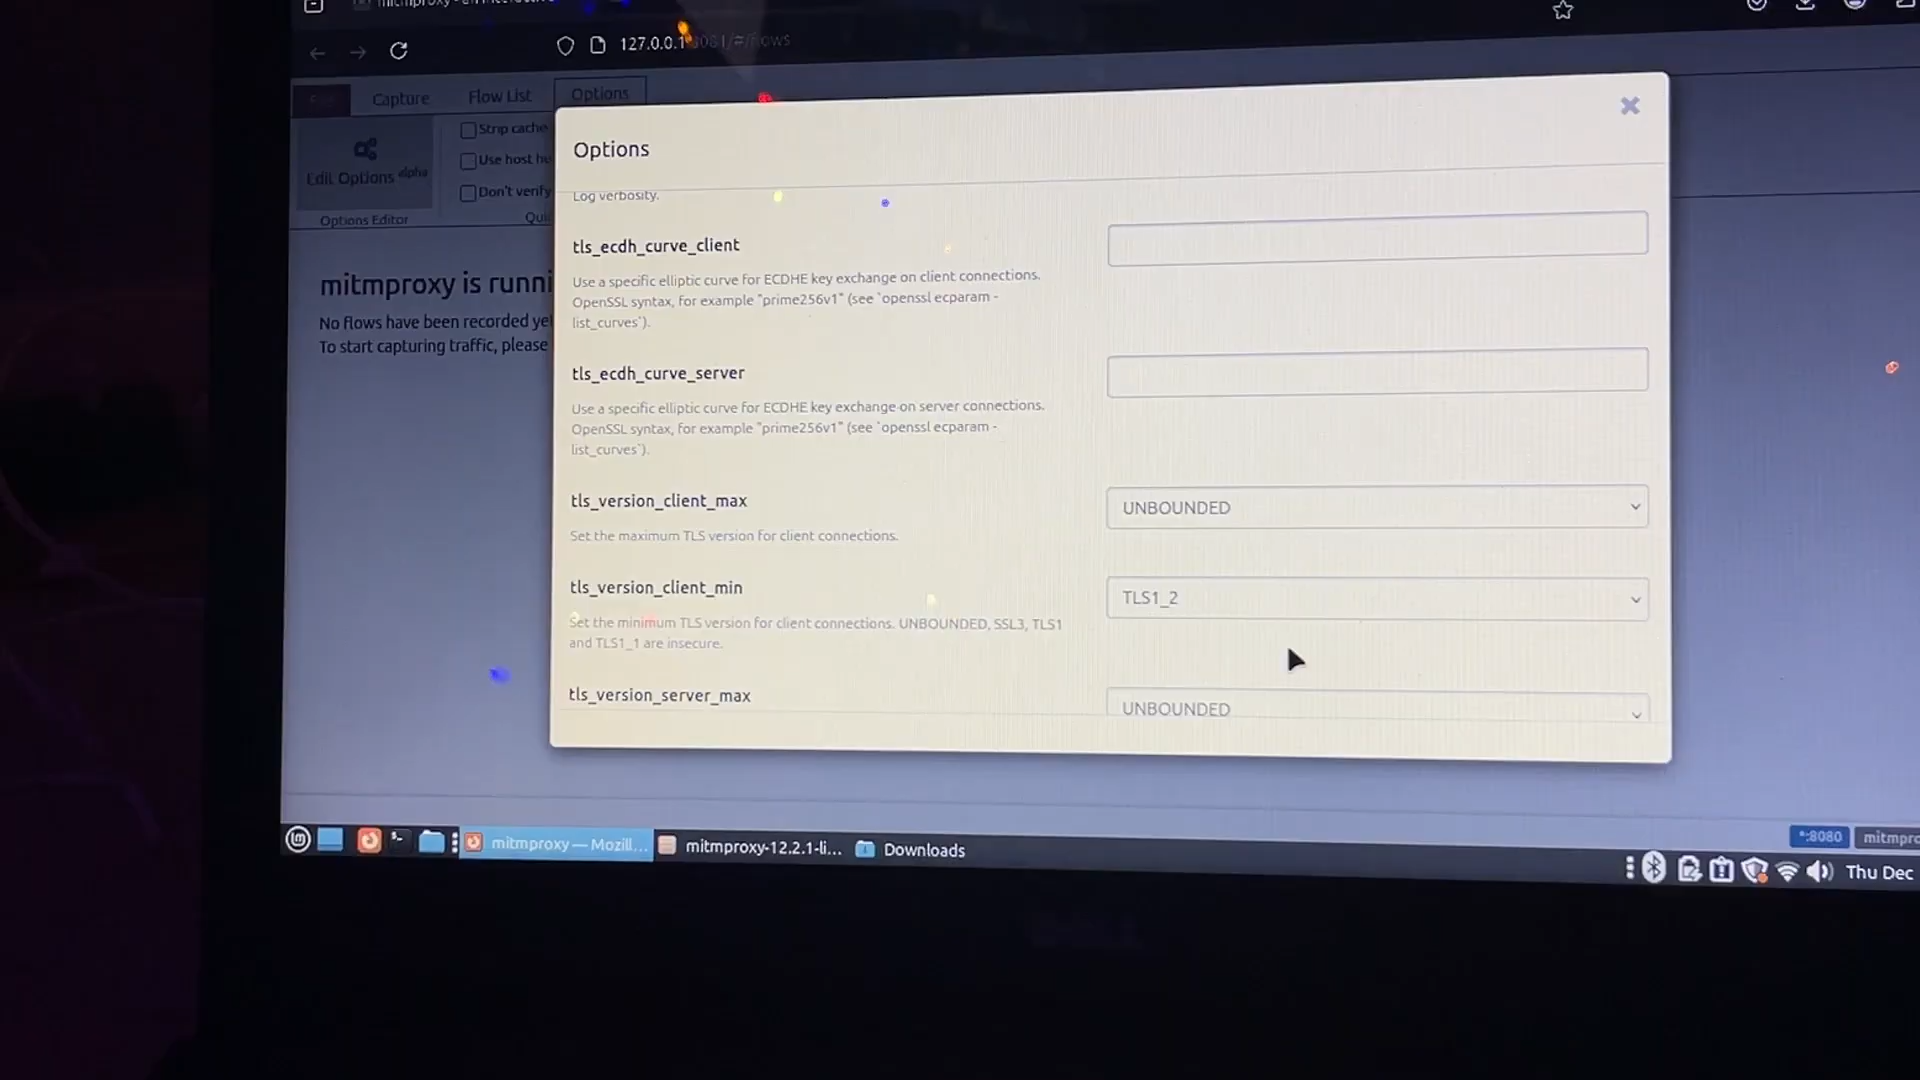 127.0.0.1:8081/#/flows
Capture
Flow List
Options
Edit Options alpha
Options Editor
Strip cache
Use host he
Don't verify
Qui
mitmproxy is runni
No flows have been recorded yet
To start capturing traffic, please
Options
Log verbosity.
tls_ecdh_curve_client
Use a specific elliptic curve for ECDHE key exchange on client connections.
OpenSSL syntax, for example "prime256v1" (see `openssl ecparam -
list_curves`).
tls_ecdh_curve_server
Use a specific elliptic curve for ECDHE key exchange on server connections.
OpenSSL syntax, for example "prime256v1" (see `openssl ecparam -
list_curves`).
tls_version_client_max
UNBOUNDED
Set the maximum TLS version for client connections.
tls_version_client_min
TLS1_2
Set the minimum TLS version for client connections. UNBOUNDED, SSL3, TLS1
and TLS1_1 are insecure.
tls_version_server_max
UNBOUNDED
*:8080
mitmpro
mitmproxy — Mozill...
mitmproxy-12.2.1-li...
Downloads
Thu Dec